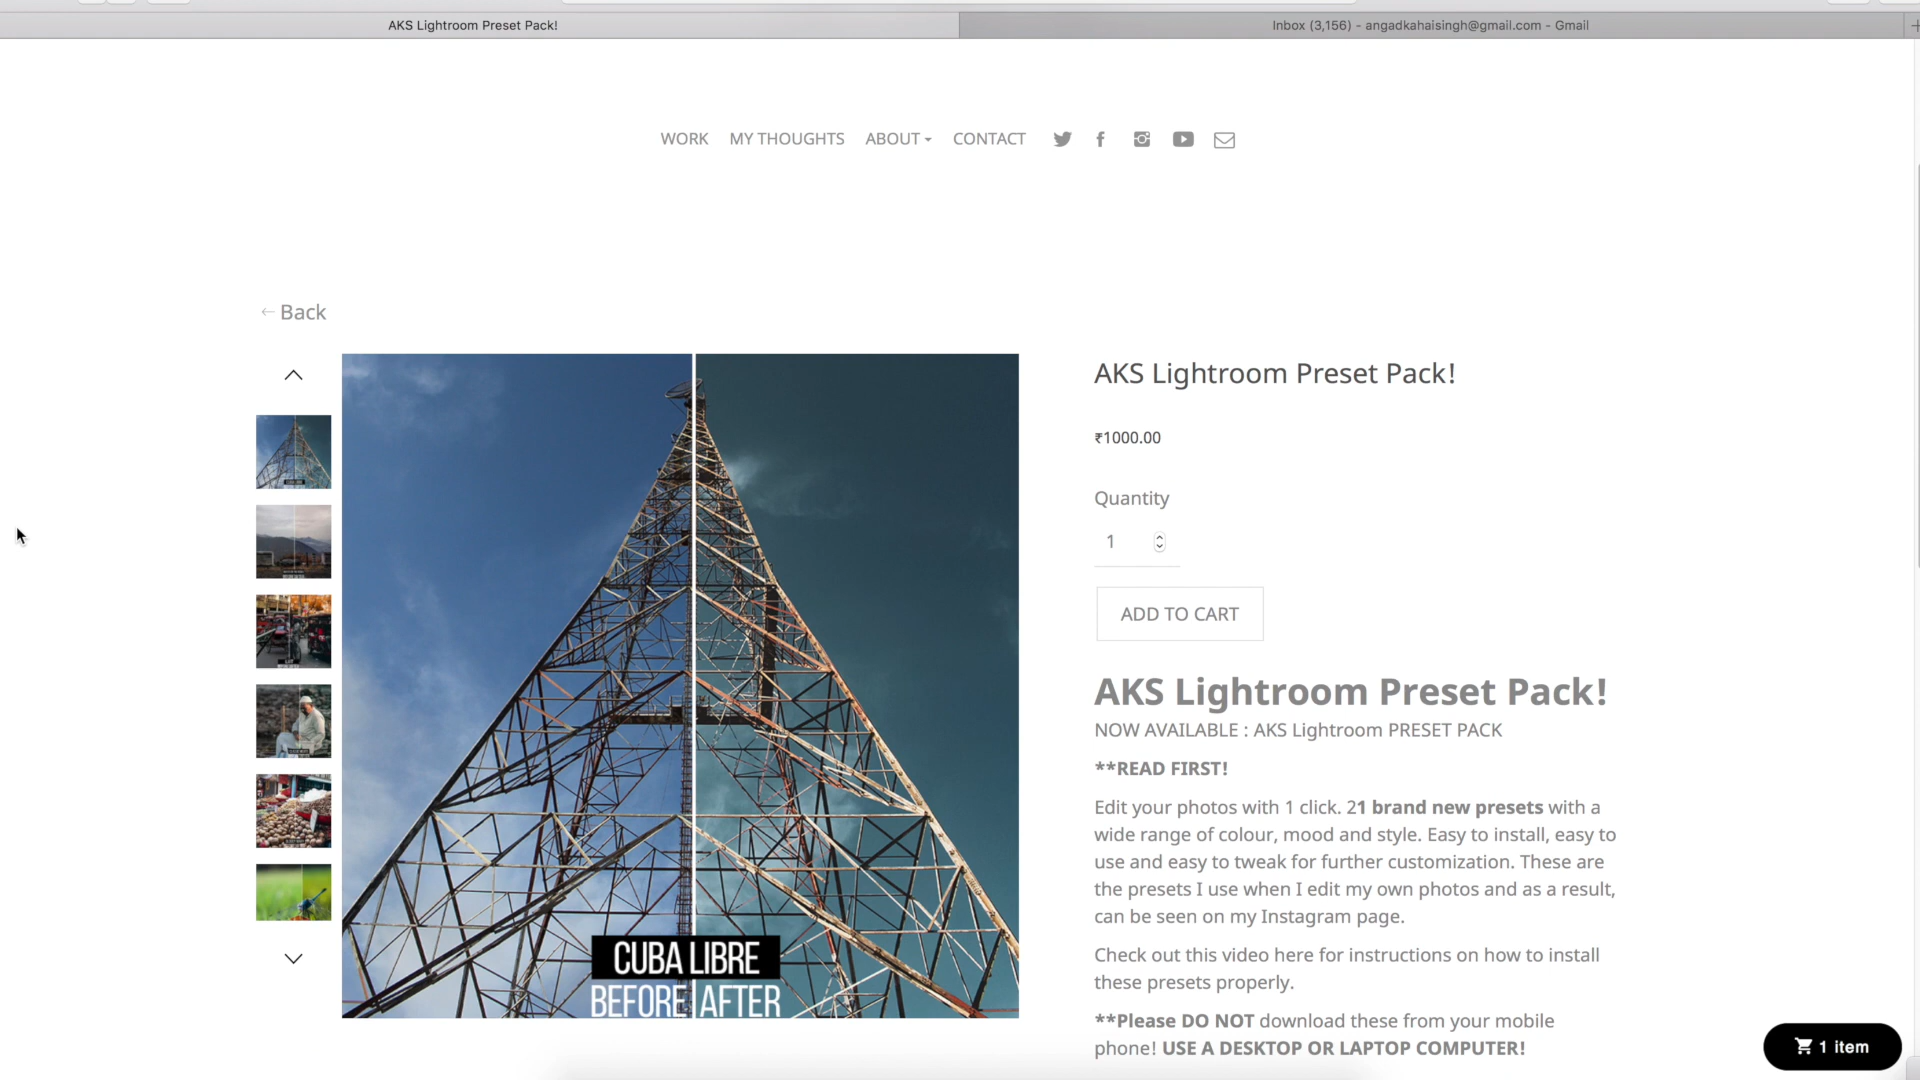 AKS Lightroom Preset Pack!
Inbox (3,156) - angadkahaisingh@gmail.com - Gmail
WORK MY THOUGHTS ABOUT CONTACT
← Back
AKS Lightroom Preset Pack!
₹1000.00
Quantity
1
ADD TO CART
AKS Lightroom Preset Pack!
NOW AVAILABLE : AKS Lightroom PRESET PACK
**READ FIRST!
Edit your photos with 1 click. 21 brand new presets with a
wide range of colour, mood and style. Easy to install, easy to
use and easy to tweak for further customization. These are
the presets I use when I edit my own photos and as a result,
can be seen on my Instagram page.
Check out this video here for instructions on how to install
these presets properly.
**Please DO NOT download these from your mobile
phone! USE A DESKTOP OR LAPTOP COMPUTER!
CUBA LIBRE
BEFORE AFTER
1 item